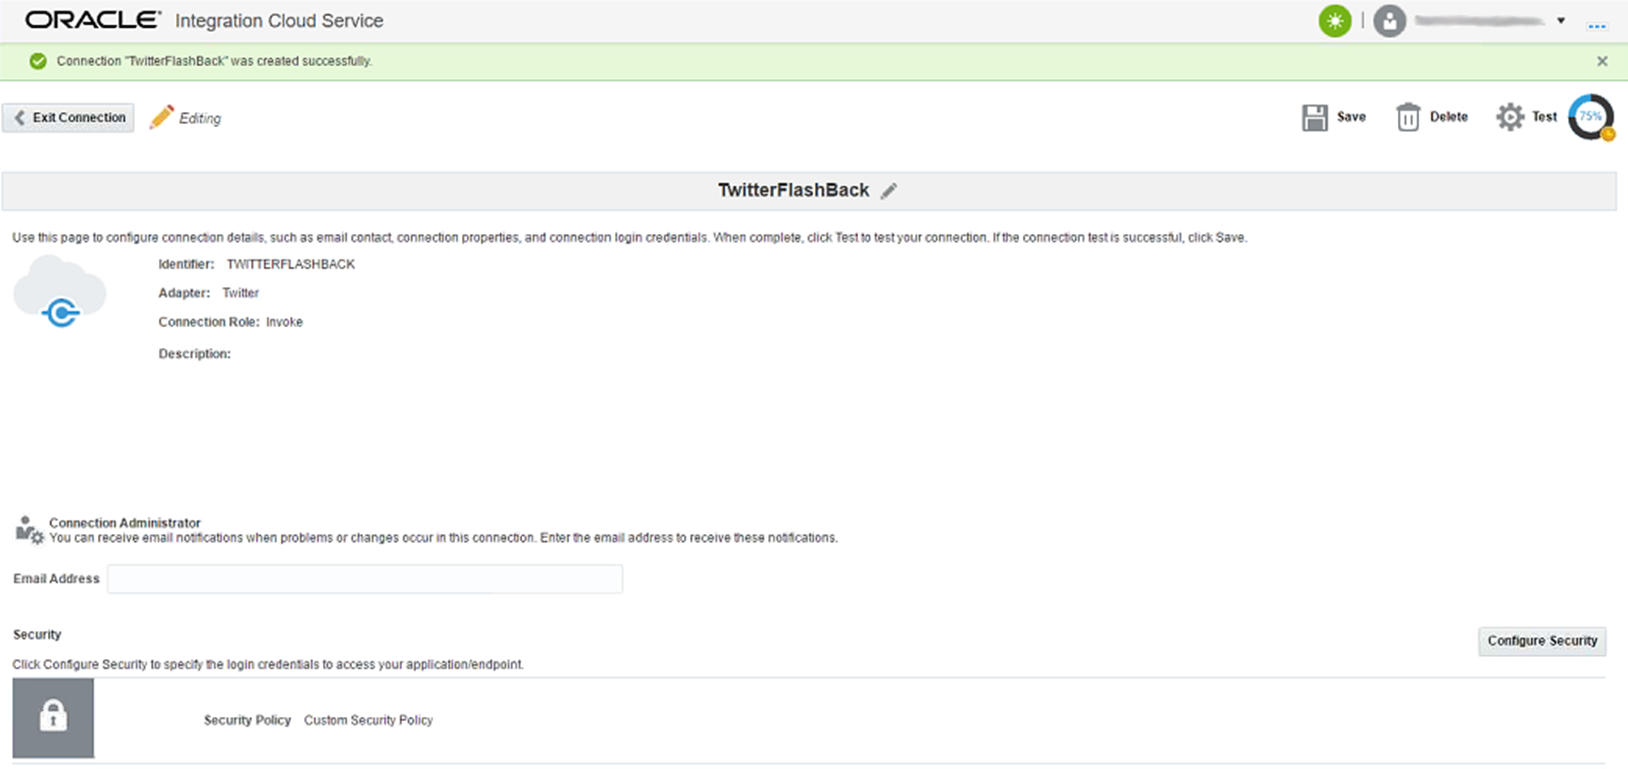 ORACLE® Integration Cloud Service
Connection "TwitterFlashBack" was created successfully.
Exit Connection Editing Save Delete Test 75%
TwitterFlashBack
Use this page to configure connection details, such as email contact, connection properties, and connection login credentials. When complete, click Test to test your connection. If the connection test is successful, click Save.
Identifier: TWITTERFLASHBACK
Adapter: Twitter
Connection Role: Invoke
Description:
Connection Administrator
You can receive email notifications when problems or changes occur in this connection. Enter the email address to receive these notifications.
Email Address
Security
Configure Security
Click Configure Security to specify the login credentials to access your application/endpoint.
Security Policy Custom Security Policy